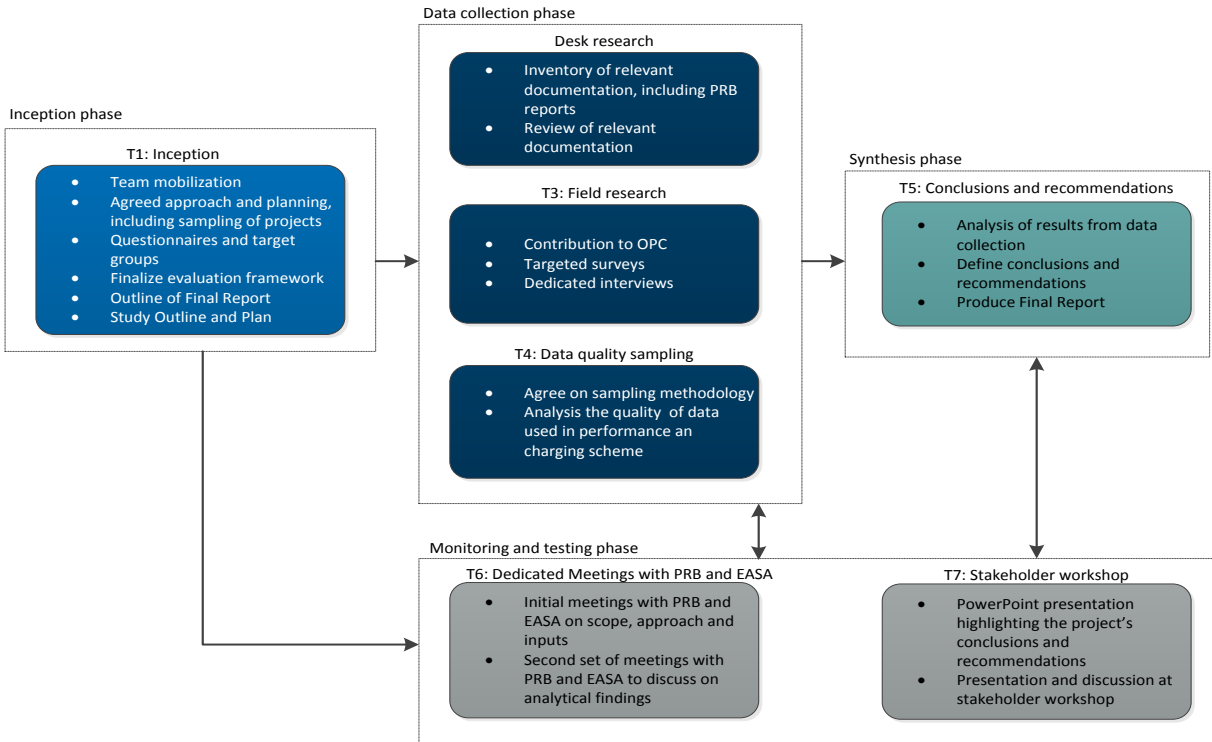 Inception phase
T1: Inception
• Team mobilization
• Agreed approach and planning,
including sampling of projects
• Questionnaires and target
groups
• Finalize evaluation framework
• Outline of Final Report
• Study Outline and Plan
Data collection phase
Desk research
• Inventory of relevant
documentation, including PRB
reports
• Review of relevant
documentation
T3: Field research
• Contribution to OPC
• Targeted surveys
• Dedicated interviews
T4: Data quality sampling
• Agree on sampling methodology
• Analysis the quality of data
used in performance an
charging scheme
Synthesis phase
T5: Conclusions and recommendations
• Analysis of results from data
collection
• Define conclusions and
recommendations
• Produce Final Report
Monitoring and testing phase
T6: Dedicated Meetings with PRB and EASA
• Initial meetings with PRB and
EASA on scope, approach and
inputs
• Second set of meetings with
PRB and EASA to discuss on
analytical findings
T7: Stakeholder workshop
• PowerPoint presentation
highlighting the project's
conclusions and
recommendations
• Presentation and discussion at
stakeholder workshop